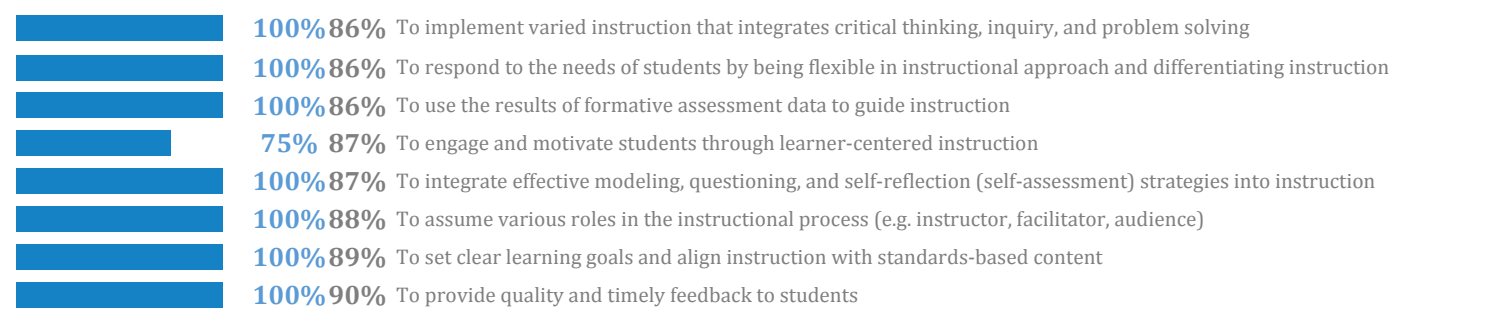 100% 86% To implement varied instruction that integrates critical thinking, inquiry, and problem solving
100% 86% To respond to the needs of students by being flexible in instructional approach and differentiating instruction
100% 86% To use the results of formative assessment data to guide instruction
75% 87% To engage and motivate students through learner-centered instruction
100% 87% To integrate effective modeling, questioning, and self-reflection (self-assessment) strategies into instruction
100% 88% To assume various roles in the instructional process (e.g. instructor, facilitator, audience)
100% 89% To set clear learning goals and align instruction with standards-based content
100% 90% To provide quality and timely feedback to students